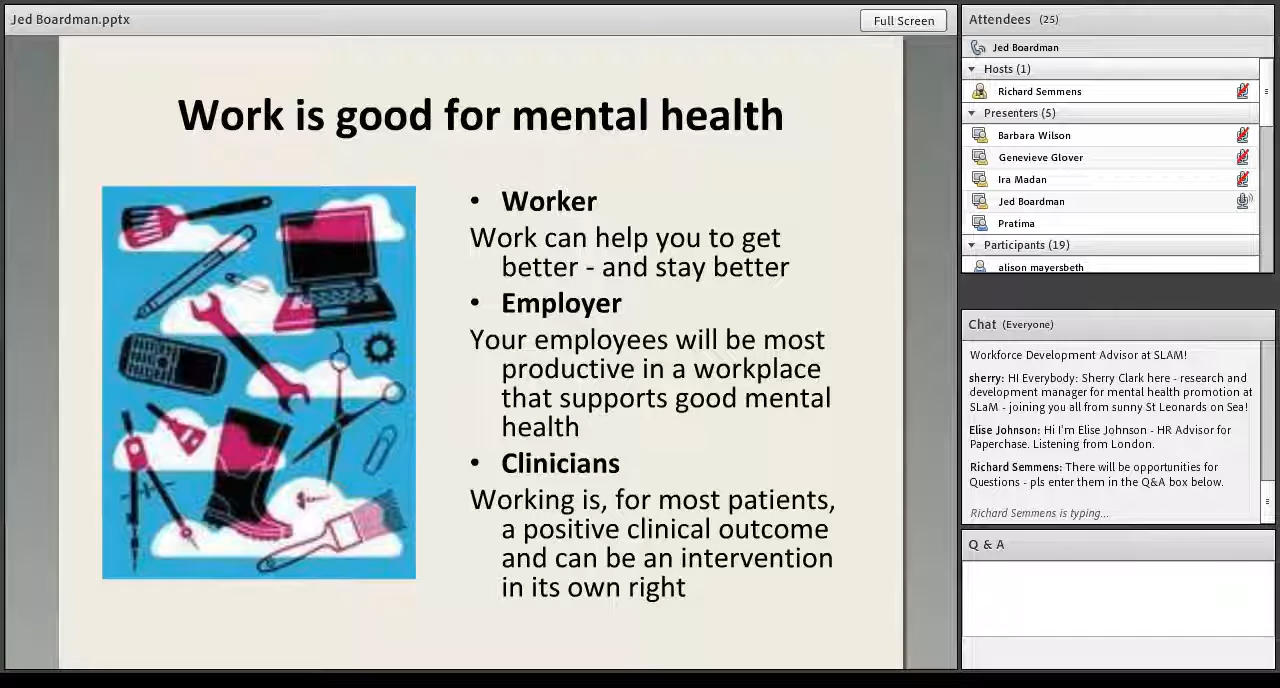 Jed Boardman.pptx
Full Screen
Work is good for mental health
• Worker
Work can help you to get
better - and stay better
• Employer
Your employees will be most
productive in a workplace
that supports good mental
health
• Clinicians
Working is, for most patients,
a positive clinical outcome
and can be an intervention
in its own right
Attendees (25)
Jed Boardman
Hosts (1)
Richard Semmens
Presenters (5)
Barbara Wilson
Genevieve Glover
Ira Madan
Jed Boardman
Pratima
Participants (19)
alison mayersbeth
Chat (Everyone)
Workforce Development Advisor at SLAM!
sherry: HI Everybody: Sherry Clark here - research and
development manager for mental health promotion at
SLaM - joining you all from sunny St Leonards on Sea!
Elise Johnson: Hi I'm Elise Johnson - HR Advisor for
Paperchase. Listening from London.
Richard Semmens: There will be opportunities for
Questions - pls enter them in the Q&A box below.
Richard Semmens is typing...
Q & A